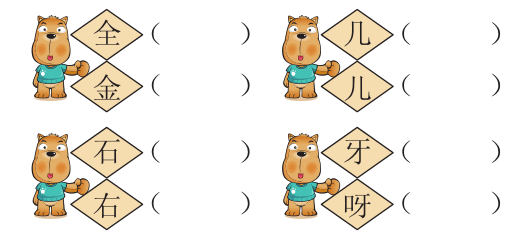 全（　　　） 几（　　　）
金（　　　） 儿（　　　）
石（　　　） 牙（　　　）
右（　　　） 呀（　　　）